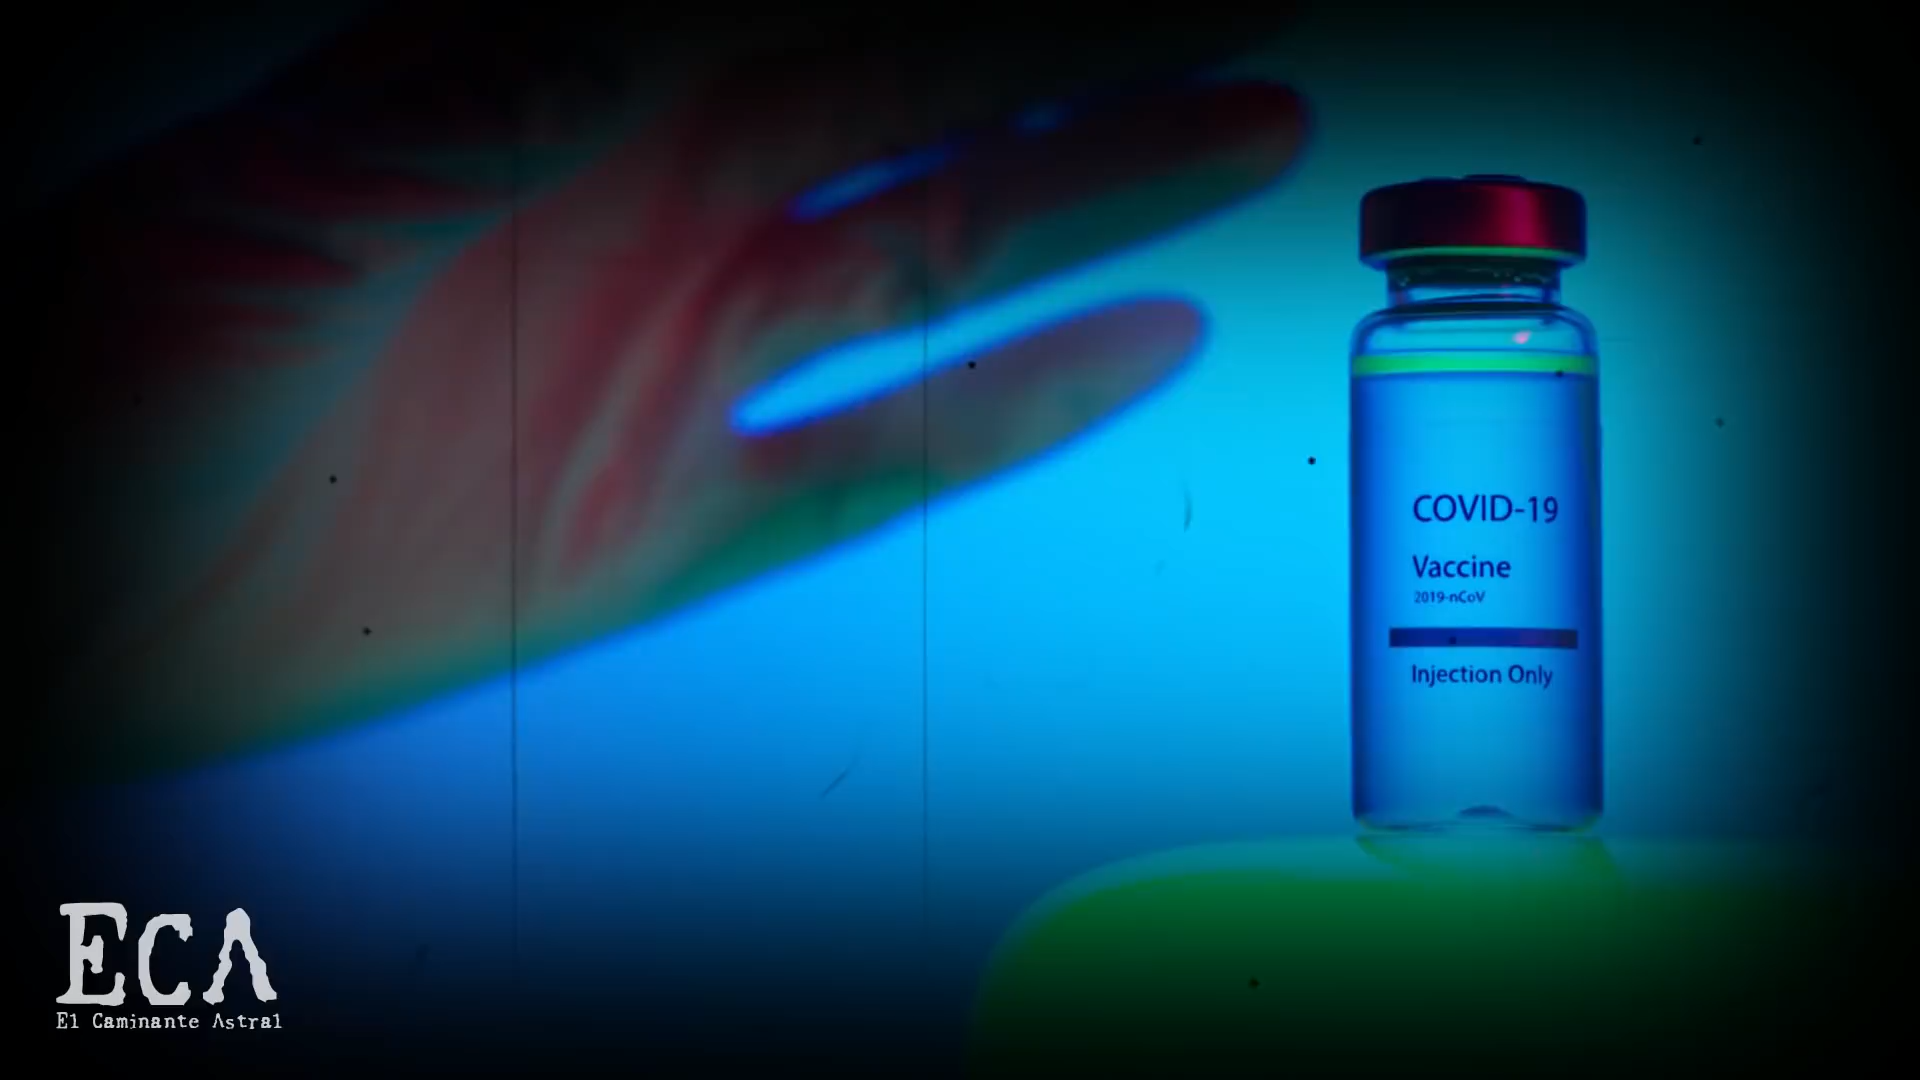 COVID-19
Vaccine
2019-nCoV
Injection Only
ECA
El Caminante Astral